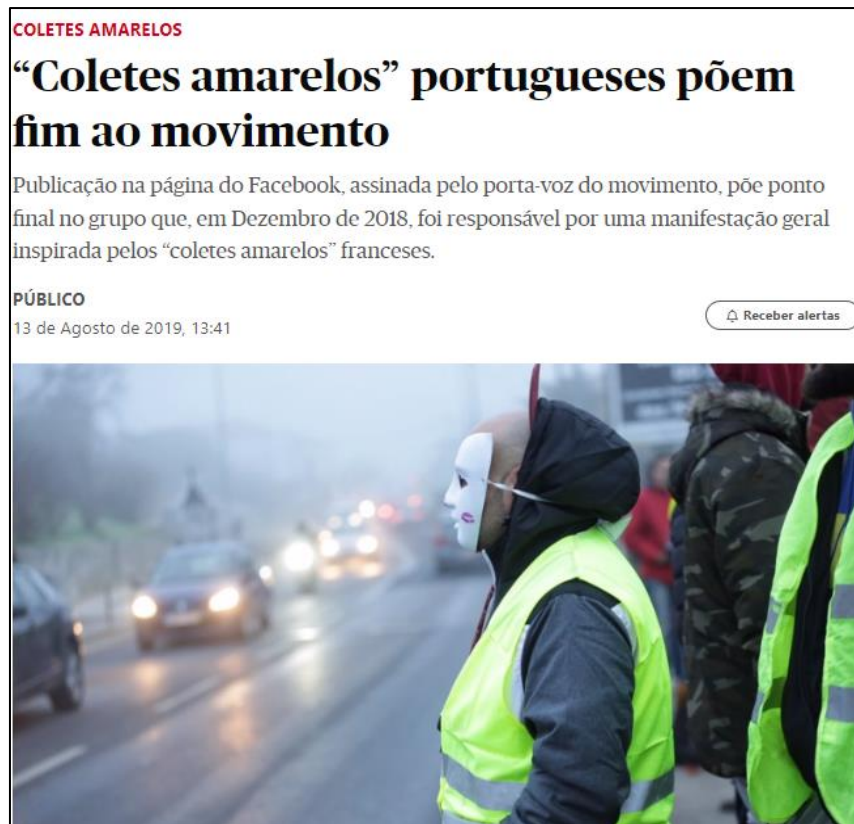 COLETES AMARELOS
“Coletes amarelos” portugueses põem
fim ao movimento
Publicação na página do Facebook, assinada pelo porta-voz do movimento, põe ponto
final no grupo que, em Dezembro de 2018, foi responsável por uma manifestação geral
inspirada pelos “coletes amarelos” franceses.
PÚBLICO
13 de Agosto de 2019, 13:41
Receber alertas